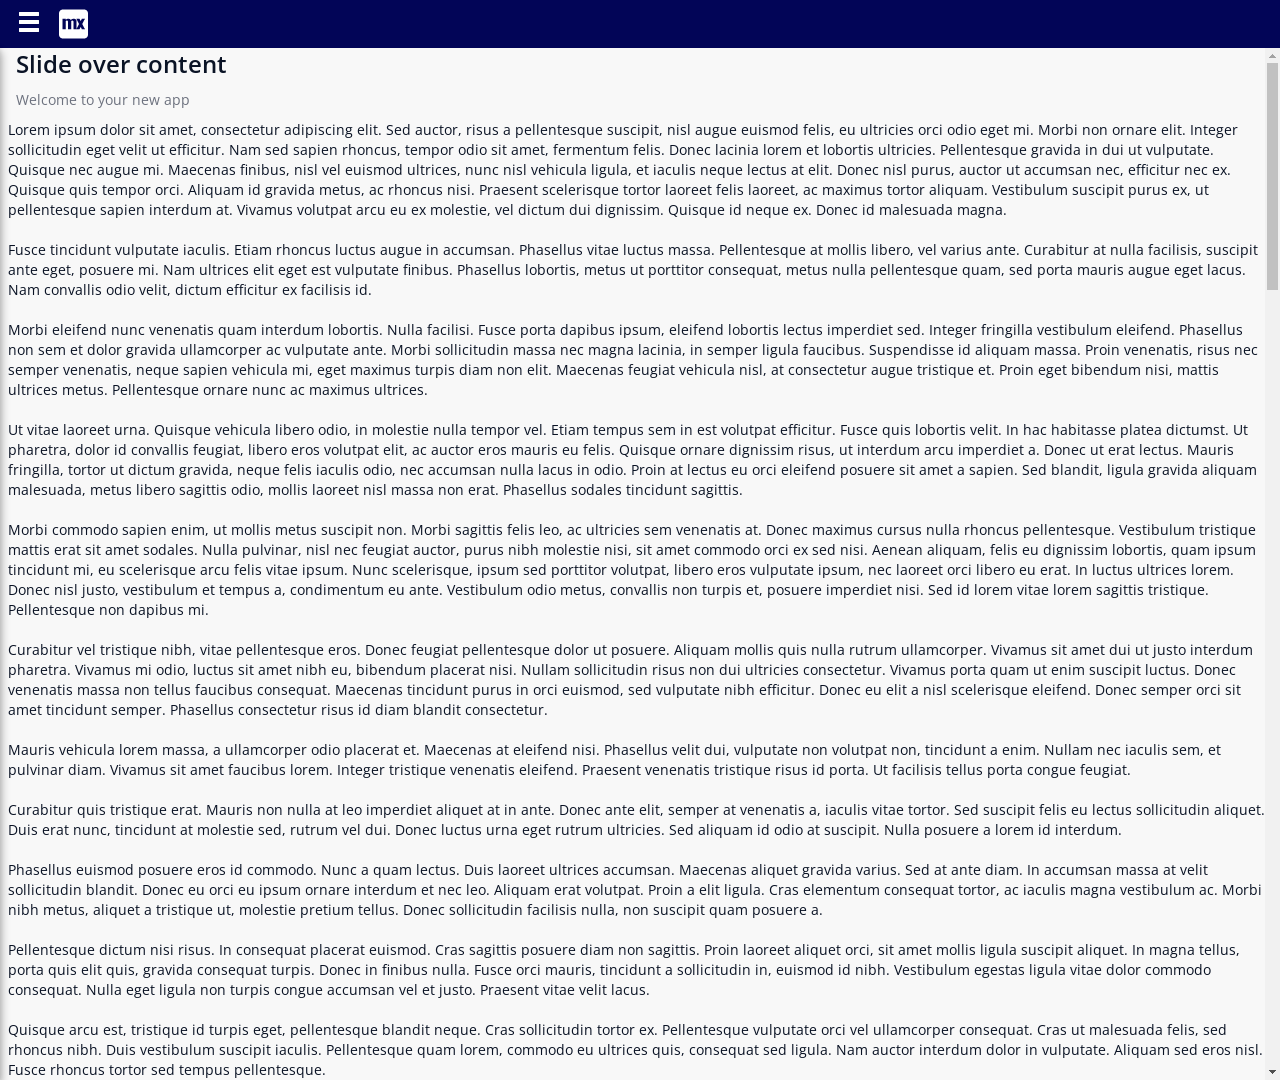 mx
Slide over content
Welcome to your new app
Lorem ipsum dolor sit amet, consectetur adipiscing elit. Sed auctor, risus a pellentesque suscipit, nisl augue euismod felis, eu ultricies orci odio eget mi. Morbi non ornare elit. Integer
sollicitudin eget velit ut efficitur. Nam sed sapien rhoncus, tempor odio sit amet, fermentum felis. Donec lacinia lorem et lobortis ultricies. Pellentesque gravida in dui ut vulputate.
Quisque nec augue mi. Maecenas finibus, nisl vel euismod ultrices, nunc nisl vehicula ligula, et iaculis neque lectus at elit. Donec nisl purus, auctor ut accumsan nec, efficitur nec ex.
Quisque quis tempor orci. Aliquam id gravida metus, ac rhoncus nisi. Praesent scelerisque tortor laoreet felis laoreet, ac maximus tortor aliquam. Vestibulum suscipit purus ex, ut
pellentesque sapien interdum at. Vivamus volutpat arcu eu ex molestie, vel dictum dui dignissim. Quisque id neque ex. Donec id malesuada magna.
Fusce tincidunt vulputate iaculis. Etiam rhoncus luctus augue in accumsan. Phasellus vitae luctus massa. Pellentesque at mollis libero, vel varius ante. Curabitur at nulla facilisis, suscipit
ante eget, posuere mi. Nam ultrices elit eget est vulputate finibus. Phasellus lobortis, metus ut porttitor consequat, metus nulla pellentesque quam, sed porta mauris augue eget lacus.
Nam convallis odio velit, dictum efficitur ex facilisis id.
Morbi eleifend nunc venenatis quam interdum lobortis. Nulla facilisi. Fusce porta dapibus ipsum, eleifend lobortis lectus imperdiet sed. Integer fringilla vestibulum eleifend. Phasellus
non sem et dolor gravida ullamcorper ac vulputate ante. Morbi sollicitudin massa nec magna lacinia, in semper ligula faucibus. Suspendisse id aliquam massa. Proin venenatis, risus nec
semper venenatis, neque sapien vehicula mi, eget maximus turpis diam non elit. Maecenas feugiat vehicula nisl, at consectetur augue tristique et. Proin eget bibendum nisi, mattis
ultrices metus. Pellentesque ornare nunc ac maximus ultrices.
Ut vitae laoreet urna. Quisque vehicula libero odio, in molestie nulla tempor vel. Etiam tempus sem in est volutpat efficitur. Fusce quis lobortis velit. In hac habitasse platea dictumst. Ut
pharetra, dolor id convallis feugiat, libero eros volutpat elit, ac auctor eros mauris eu felis. Quisque ornare dignissim risus, ut interdum arcu imperdiet a. Donec ut erat lectus. Mauris
fringilla, tortor ut dictum gravida, neque felis iaculis odio, nec accumsan nulla lacus in odio. Proin at lectus eu orci eleifend posuere sit amet a sapien. Sed blandit, ligula gravida aliquam
malesuada, metus libero sagittis odio, mollis laoreet nisl massa non erat. Phasellus sodales tincidunt sagittis.
Morbi commodo sapien enim, ut mollis metus suscipit non. Morbi sagittis felis leo, ac ultricies sem venenatis at. Donec maximus cursus nulla rhoncus pellentesque. Vestibulum tristique
mattis erat sit amet sodales. Nulla pulvinar, nisl nec feugiat auctor, purus nibh molestie nisi, sit amet commodo orci ex sed nisi. Aenean aliquam, felis eu dignissim lobortis, quam ipsum
tincidunt mi, eu scelerisque arcu felis vitae ipsum. Nunc scelerisque, ipsum sed porttitor volutpat, libero eros vulputate ipsum, nec laoreet orci libero eu erat. In luctus ultrices lorem.
Donec nisl justo, vestibulum et tempus a, condimentum eu ante. Vestibulum odio metus, convallis non turpis et, posuere imperdiet nisi. Sed id lorem vitae lorem sagittis tristique.
Pellentesque non dapibus mi.
Curabitur vel tristique nibh, vitae pellentesque eros. Donec feugiat pellentesque dolor ut posuere. Aliquam mollis quis nulla rutrum ullamcorper. Vivamus sit amet dui ut justo interdum
pharetra. Vivamus mi odio, luctus sit amet nibh eu, bibendum placerat nisi. Nullam sollicitudin risus non dui ultricies consectetur. Vivamus porta quam ut enim suscipit luctus. Donec
venenatis massa non tellus faucibus consequat. Maecenas tincidunt purus in orci euismod, sed vulputate nibh efficitur. Donec eu elit a nisl scelerisque eleifend. Donec semper orci sit
amet tincidunt semper. Phasellus consectetur risus id diam blandit consectetur.
Mauris vehicula lorem massa, a ullamcorper odio placerat et. Maecenas at eleifend nisi. Phasellus velit dui, vulputate non volutpat non, tincidunt a enim. Nullam nec iaculis sem, et
pulvinar diam. Vivamus sit amet faucibus lorem. Integer tristique venenatis eleifend. Praesent venenatis tristique risus id porta. Ut facilisis tellus porta congue feugiat.
Curabitur quis tristique erat. Mauris non nulla at leo imperdiet aliquet at in ante. Donec ante elit, semper at venenatis a, iaculis vitae tortor. Sed suscipit felis eu lectus sollicitudin aliquet.
Duis erat nunc, tincidunt at molestie sed, rutrum vel dui. Donec luctus urna eget rutrum ultricies. Sed aliquam id odio at suscipit. Nulla posuere a lorem id interdum.
Phasellus euismod posuere eros id commodo. Nunc a quam lectus. Duis laoreet ultrices accumsan. Maecenas aliquet gravida varius. Sed at ante diam. In accumsan massa at velit
sollicitudin blandit. Donec eu orci eu ipsum ornare interdum et nec leo. Aliquam erat volutpat. Proin a elit ligula. Cras elementum consequat tortor, ac iaculis magna vestibulum ac. Morbi
nibh metus, aliquet a tristique ut, molestie pretium tellus. Donec sollicitudin facilisis nulla, non suscipit quam posuere a.
Pellentesque dictum nisi risus. In consequat placerat euismod. Cras sagittis posuere diam non sagittis. Proin laoreet aliquet orci, sit amet mollis ligula suscipit aliquet. In magna tellus,
porta quis elit quis, gravida consequat turpis. Donec in finibus nulla. Fusce orci mauris, tincidunt a sollicitudin in, euismod id nibh. Vestibulum egestas ligula vitae dolor commodo
consequat. Nulla eget ligula non turpis congue accumsan vel et justo. Praesent vitae velit lacus.
Quisque arcu est, tristique id turpis eget, pellentesque blandit neque. Cras sollicitudin tortor ex. Pellentesque vulputate orci vel ullamcorper consequat. Cras ut malesuada felis, sed
rhoncus nibh. Duis vestibulum suscipit iaculis. Pellentesque quam lorem, commodo eu ultrices quis, consequat sed ligula. Nam auctor interdum dolor in vulputate. Aliquam sed eros nisl.
Fusce rhoncus tortor sed tempus pellentesque.